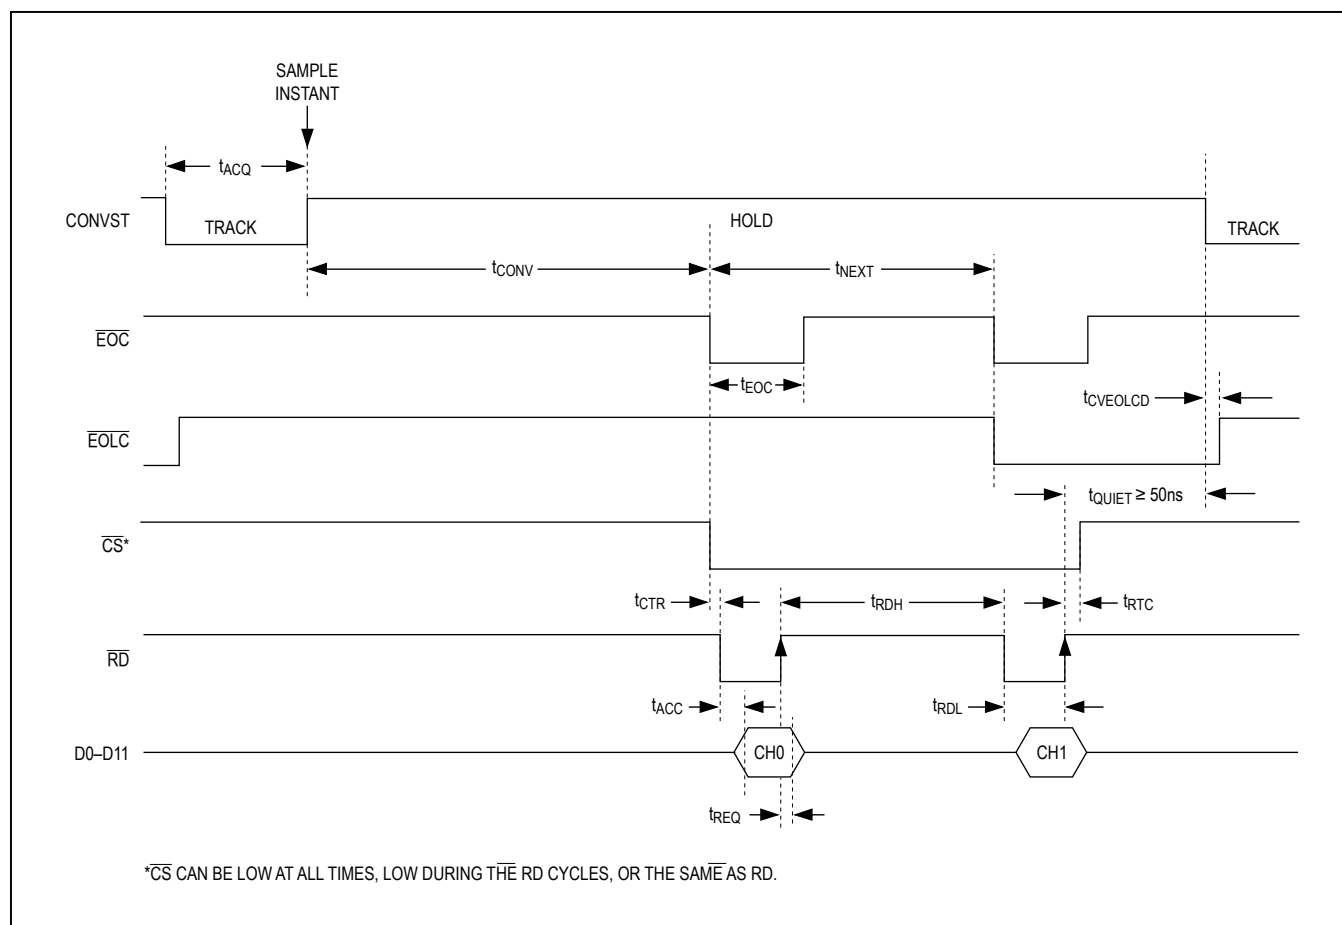 SAMPLE
INSTANT
tACQ
CONVST
TRACK
HOLD
TRACK
tCONV
tNEXT
EOC
tEOC
tCVEOLCD
EOLC
tQUIET ≥ 50ns
CS*
tCTR
tRDH
tRTC
RD
tACC
tRDL
D0–D11
CH0
CH1
tREQ
*CS CAN BE LOW AT ALL TIMES, LOW DURING THE RD CYCLES, OR THE SAME AS RD.